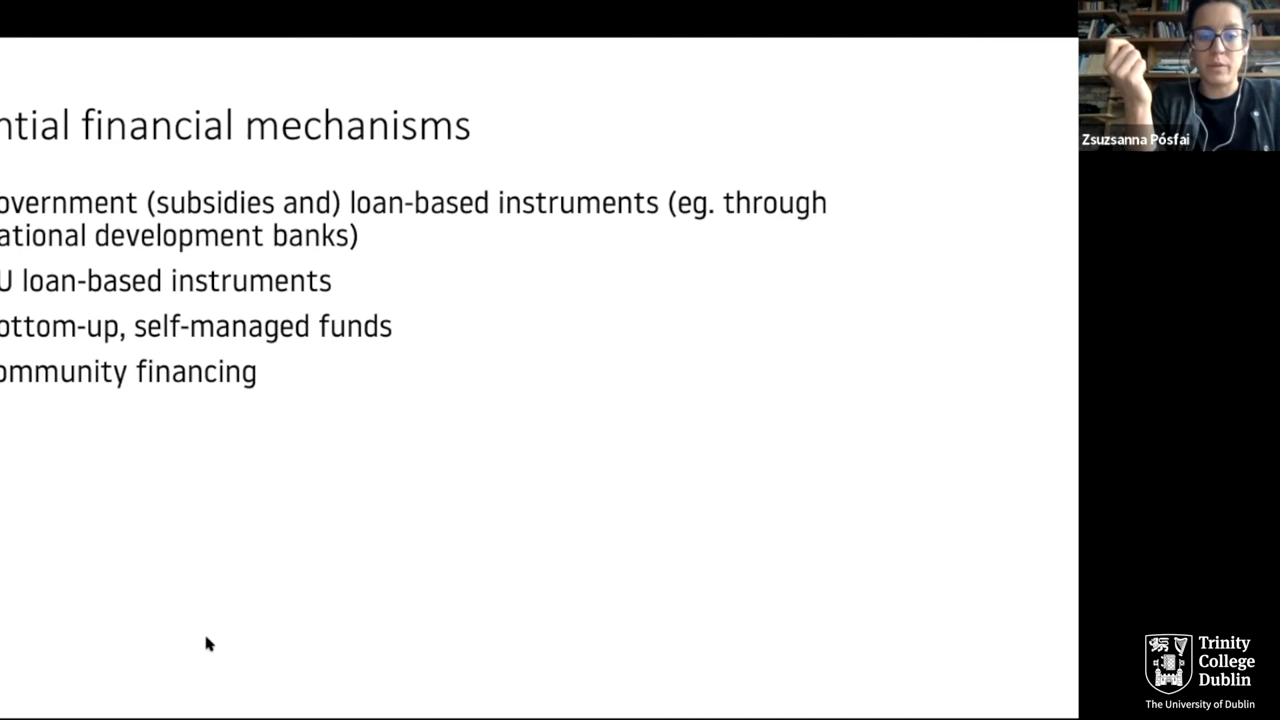 ntial financial mechanisms
overnment (subsidies and) loan-based instruments (eg. through
ational development banks)
U loan-based instruments
ottom-up, self-managed funds
ommunity financing
Zsuzsanna Pósfai
Trinity
College
Dublin
The University of Dublin